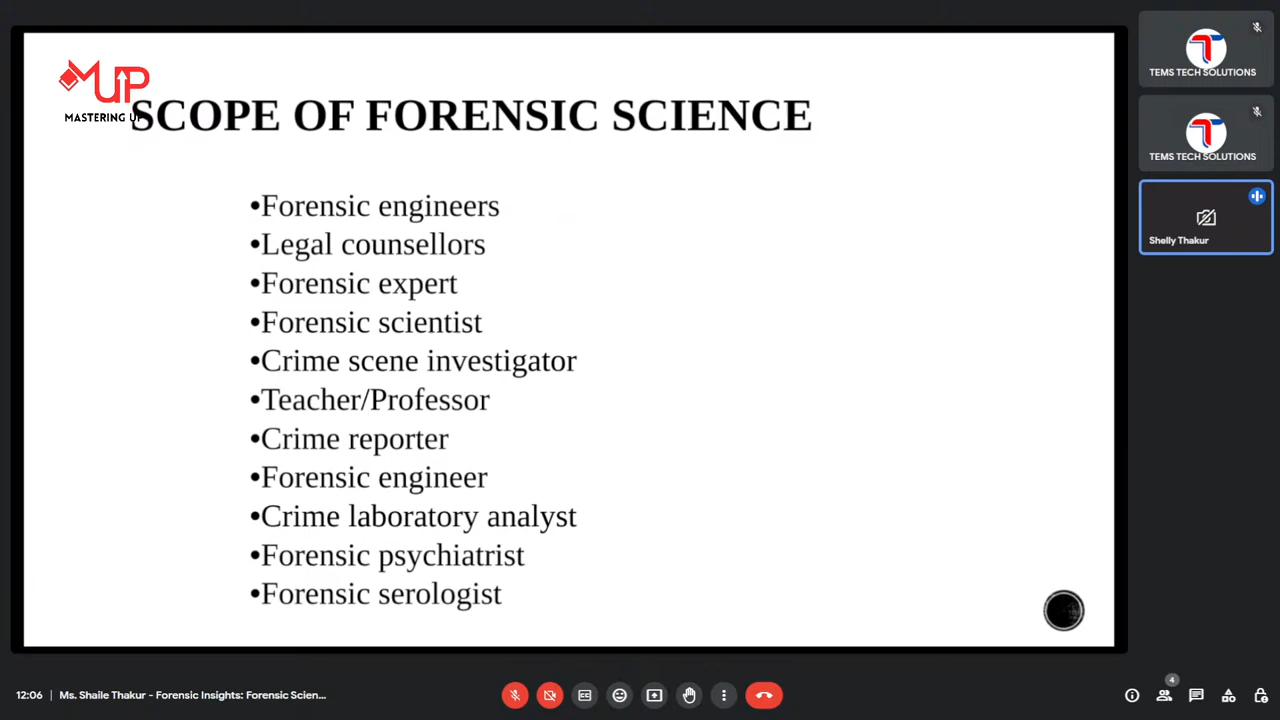 MUP
MASTERING UP
SCOPE OF FORENSIC SCIENCE
•Forensic engineers
•Legal counsellors
•Forensic expert
•Forensic scientist
•Crime scene investigator
•Teacher/Professor
•Crime reporter
•Forensic engineer
•Crime laboratory analyst
•Forensic psychiatrist
•Forensic serologist
TEMS TECH SOLUTIONS
TEMS TECH SOLUTIONS
Shelly Thakur
12:06 | Ms. Shaile Thakur - Forensic Insights: Forensic Scien...
4